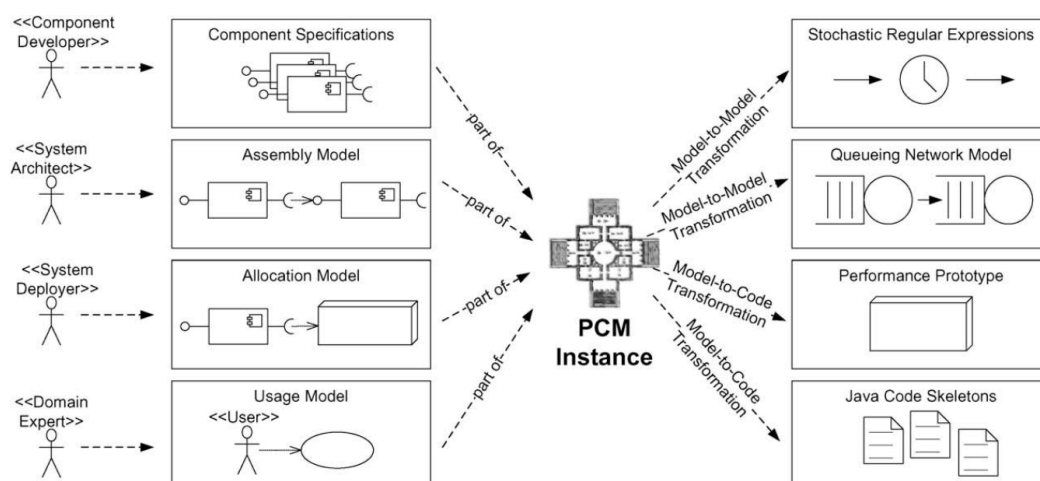 <<Component
Developer>>
Component Specifications
part of
Model-to-Model
Transformation
Stochastic Regular Expressions
<<System
Architect>>
Assembly Model
part of
Model-to-Model
Transformation
Queueing Network Model
PCM
Instance
<<System
Deployer>>
Allocation Model
part of
Model-to-Code
Transformation
Performance Prototype
<<Domain
Expert>>
Usage Model
<<User>>
part of
Model-to-Code
Transformation
Java Code Skeletons